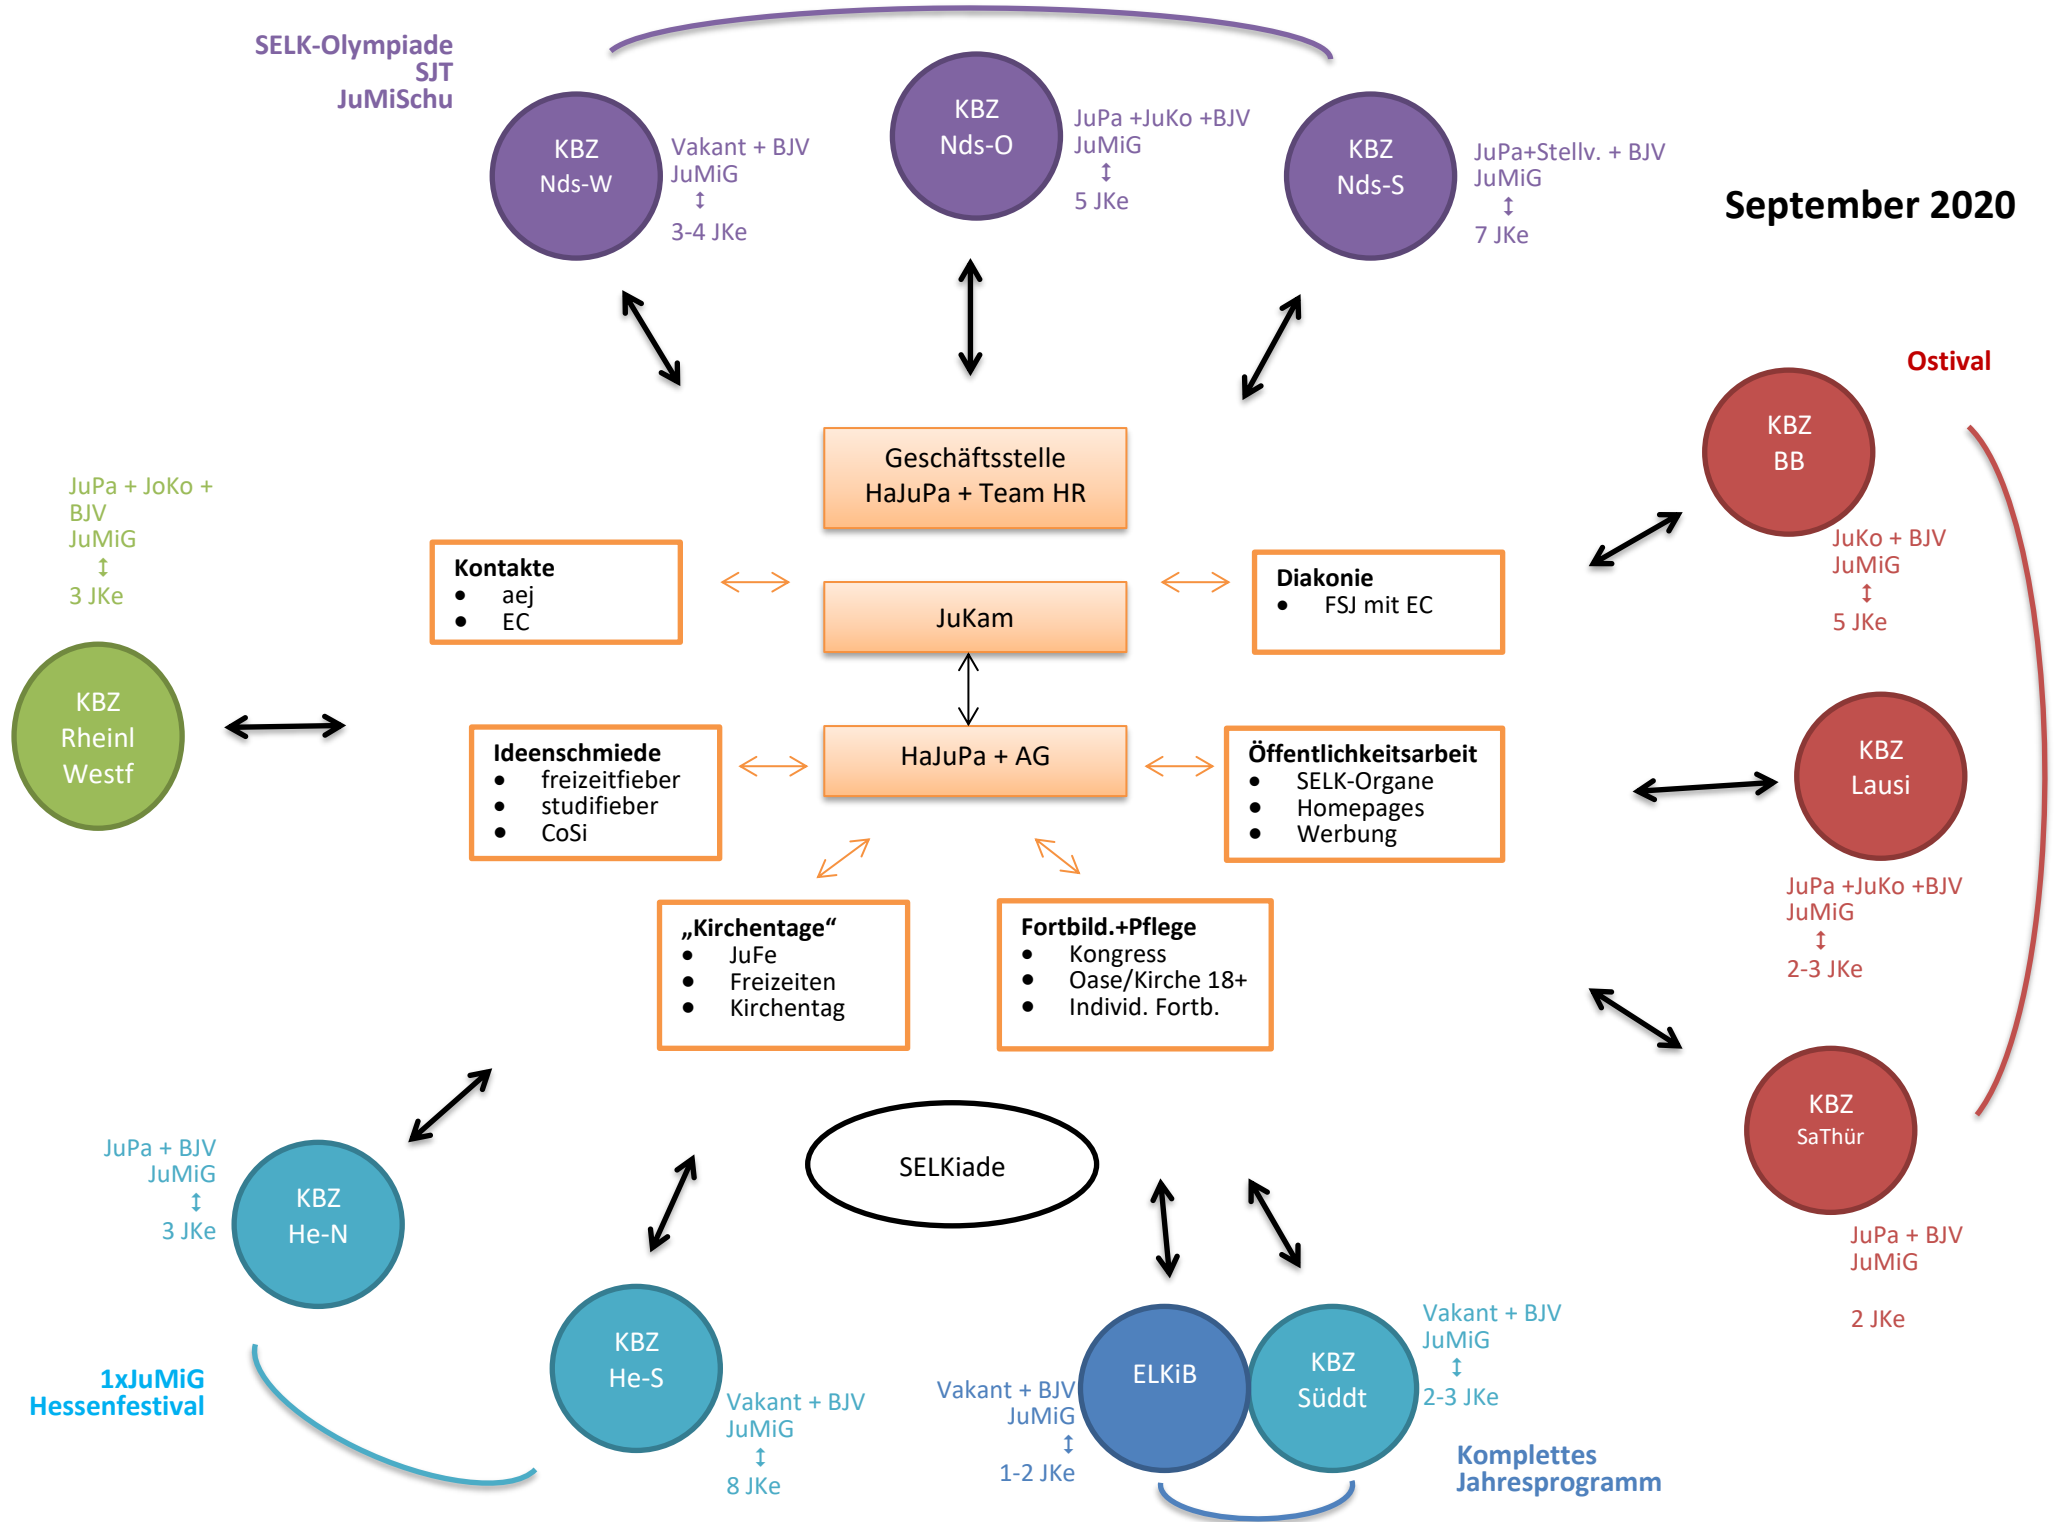 SELK-Olympiade
SJT
JuMiSchu
KBZ
Nds-W
Vakant + BJV
JuMiG
↕
3-4 JKe
KBZ
Nds-O
JuPa +JuKo +BJV
JuMiG
↕
5 JKe
KBZ
Nds-S
JuPa+Stellv. + BJV
JuMiG
↕
7 JKe
September 2020
Ostival
KBZ
BB
JuKo + BJV
JuMiG
↕
5 JKe
JuPa + JoKo +
BJV
JuMiG
↕
3 JKe
KBZ
Rheinl
Westf
Geschäftsstelle
HaJuPa + Team HR
Kontakte
• aej
• EC
JuKam
Diakonie
• FSJ mit EC
Ideenschmiede
• freizeitfieber
• studifieber
• CoSi
HaJuPa + AG
Öffentlichkeitsarbeit
• SELK-Organe
• Homepages
• Werbung
KBZ
Lausi
JuPa +JuKo +BJV
JuMiG
↕
2-3 JKe
„Kirchentage“
• JuFe
• Freizeiten
• Kirchentag
Fortbild.+Pflege
• Kongress
• Oase/Kirche 18+
• Individ. Fortb.
KBZ
SaThür
JuPa + BJV
JuMiG
2 JKe
SELKiade
JuPa + BJV
JuMiG
↕
3 JKe
KBZ
He-N
1xJuMiG
Hessenfestival
KBZ
He-S
Vakant + BJV
JuMiG
↕
8 JKe
Vakant + BJV
JuMiG
↕
1-2 JKe
ELKiB
KBZ
Süddt
Vakant + BJV
JuMiG
↕
2-3 JKe
Komplettes
Jahresprogramm